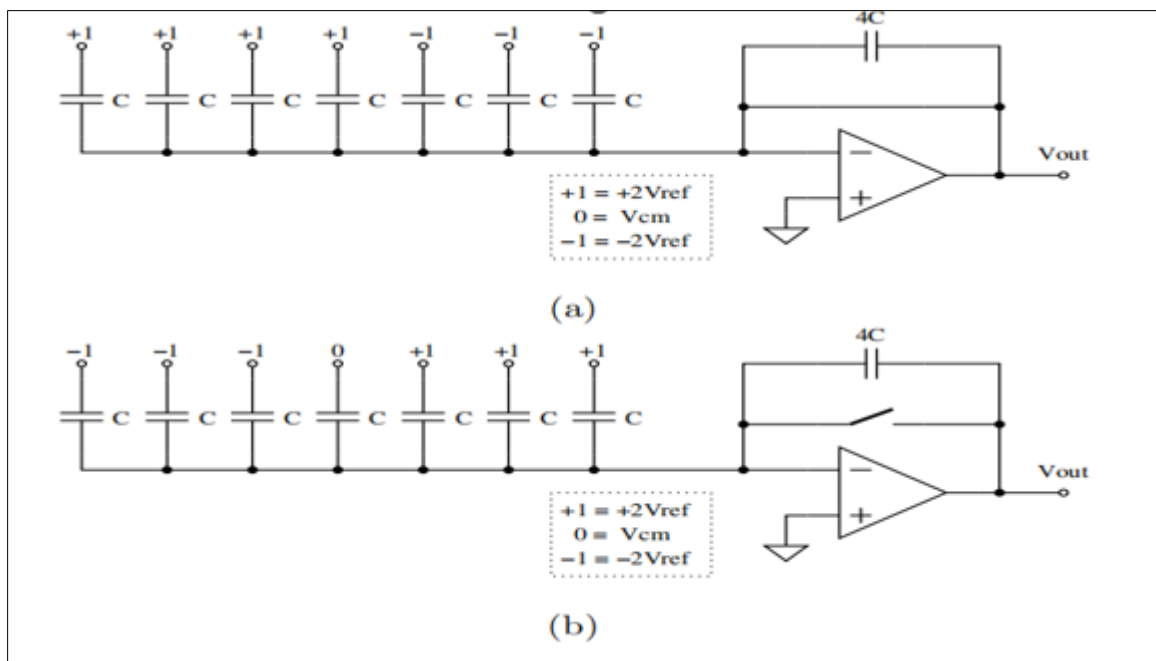 4C
+1 +1 +1 +1 −1 −1 −1
C C C C C C C
−
Vout
+
+1 = +2Vref
0 = Vcm
−1 = −2Vref
(a)
4C
−1 −1 −1 0 +1 +1 +1
C C C C C C C
−
Vout
+
+1 = +2Vref
0 = Vcm
−1 = −2Vref
(b)